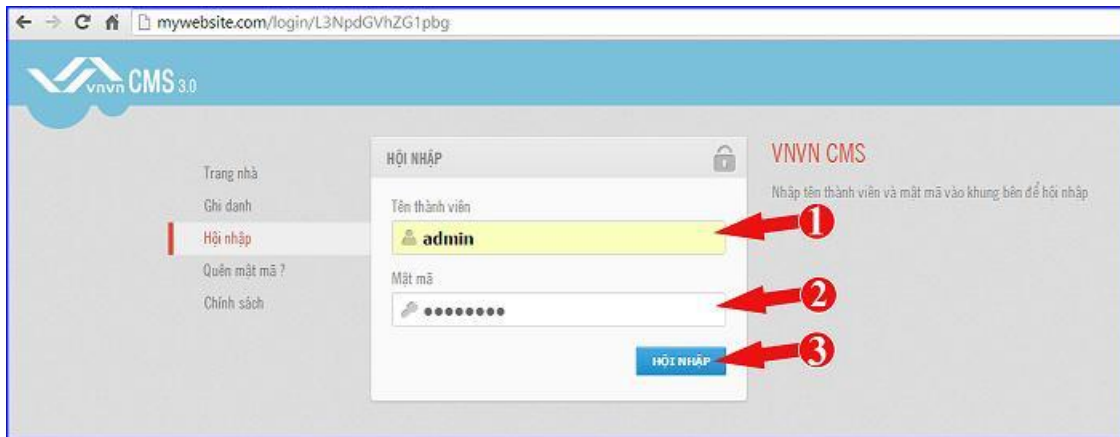 mywebsite.com/login/L3NpdGVhZG1pbg
vnvn CMS 3.0
Trang nhà
Ghi danh
Hội nhập
Quên mật mã ?
Chính sách
HỘI NHẬP
Tên thành viên
admin
Mật mã
HỘI NHẬP
VNVN CMS
Nhập tên thành viên và mật mã vào khung bên để hội nhập
1
2
3